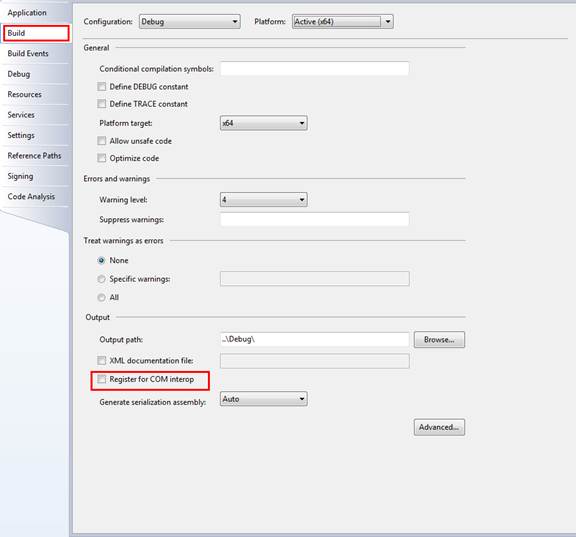 Application
Build
Build Events
Debug
Resources
Services
Settings
Reference Paths
Signing
Code Analysis
Configuration: Debug Platform: Active (x64)
General
Conditional compilation symbols:
Define DEBUG constant
Define TRACE constant
Platform target: x64
Allow unsafe code
Optimize code
Errors and warnings
Warning level: 4
Suppress warnings:
Treat warnings as errors
None
Specific warnings:
All
Output
Output path: ..\Debug\ Browse...
XML documentation file:
Register for COM interop
Generate serialization assembly: Auto
Advanced...